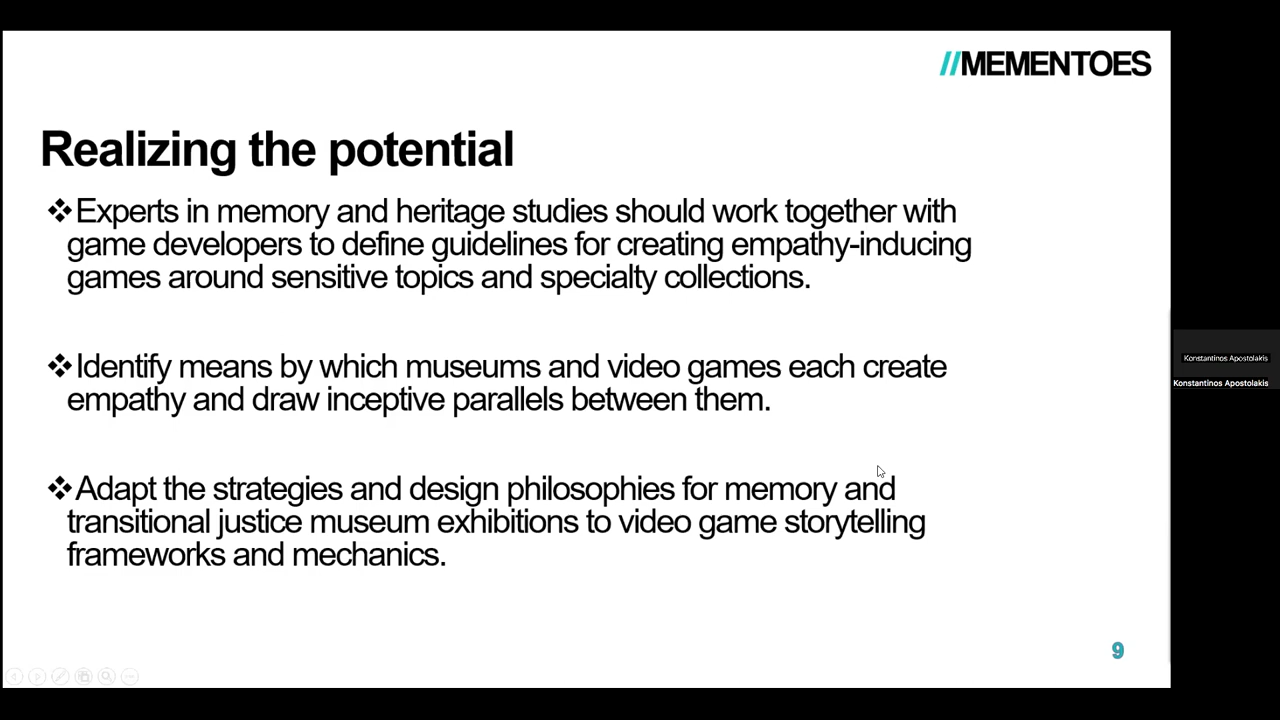 //MEMENTOES
Realizing the potential
❖Experts in memory and heritage studies should work together with
game developers to define guidelines for creating empathy-inducing
games around sensitive topics and specialty collections.
❖Identify means by which museums and video games each create
empathy and draw inceptive parallels between them.
❖Adapt the strategies and design philosophies for memory and
transitional justice museum exhibitions to video game storytelling
frameworks and mechanics.
9
Konstantinos Apostolakis
Konstantinos Apostolakis